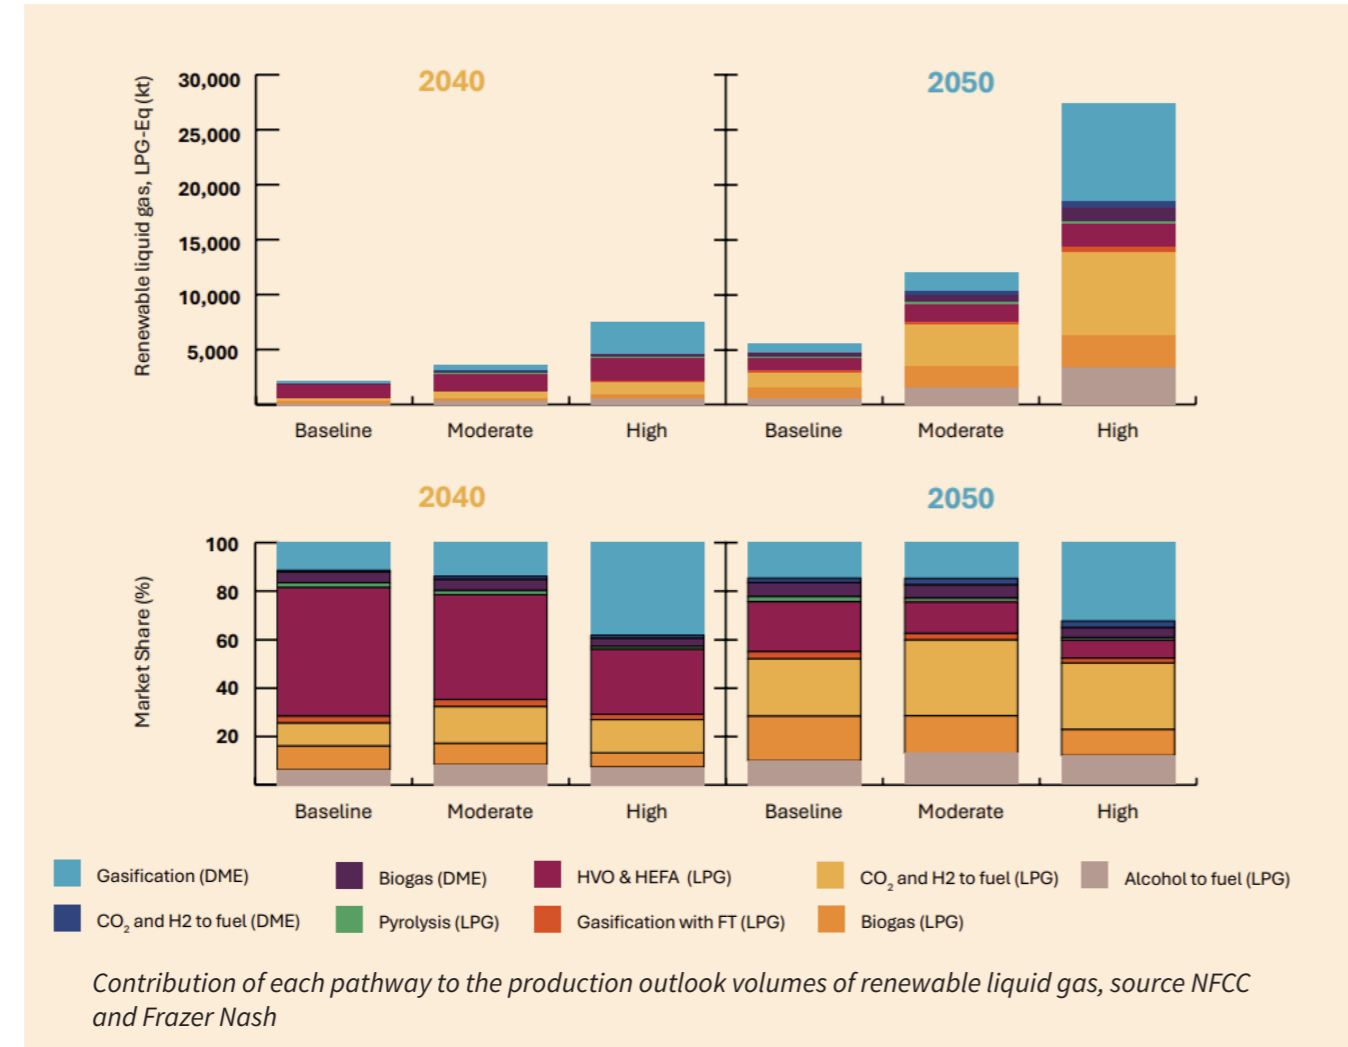 Renewable liquid gas, LPG-Eq (kt)
30,000
25,000
20,000
15,000
10,000
5,000
2040
2050
Baseline
Moderate
High
Baseline
Moderate
High
2040
2050
Market Share (%)
100
80
60
40
20
Baseline
Moderate
High
Baseline
Moderate
High
Gasification (DME)
Biogas (DME)
HVO & HEFA (LPG)
CO₂ and H2 to fuel (LPG)
Alcohol to fuel (LPG)
CO₂ and H2 to fuel (DME)
Pyrolysis (LPG)
Gasification with FT (LPG)
Biogas (LPG)
Contribution of each pathway to the production outlook volumes of renewable liquid gas, source NFCC
and Frazer Nash